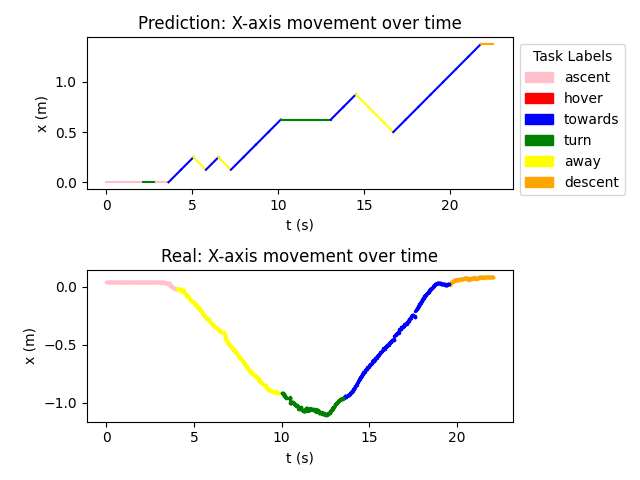 Prediction: X-axis movement over time
1.0
0.5
0.0
x (m)
0 5 10 15 20
t (s)
Task Labels
ascent
hover
towards
turn
away
descent
Real: X-axis movement over time
0.0
−0.5
−1.0
x (m)
0 5 10 15 20
t (s)